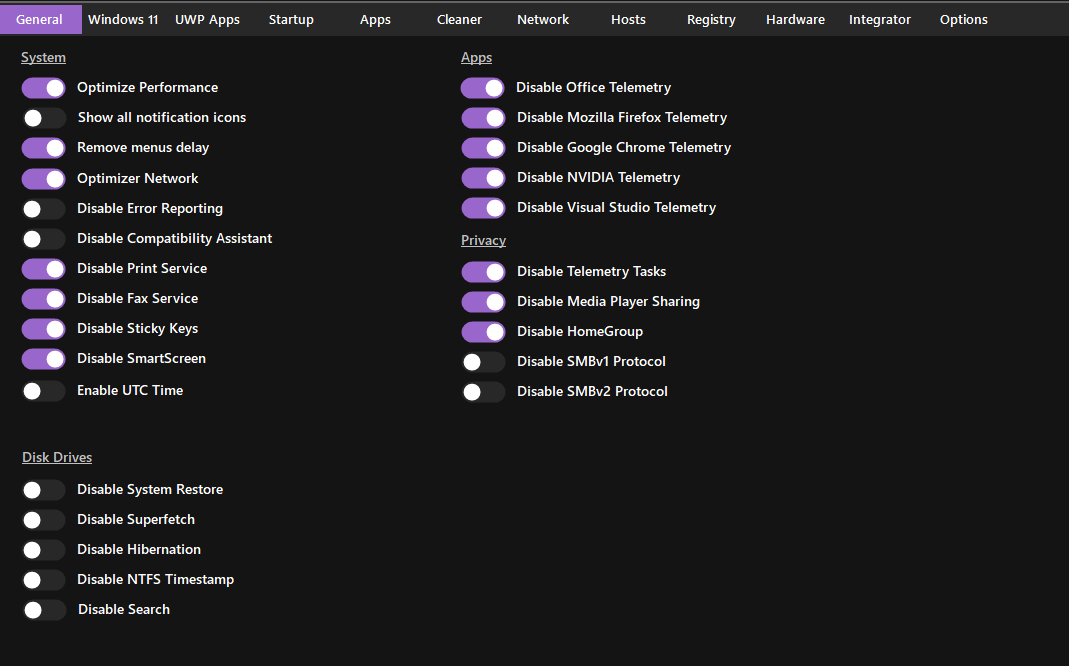 General Windows 11 UWP Apps Startup Apps Cleaner Network Hosts Registry Hardware Integrator Options
System
Optimize Performance
Show all notification icons
Remove menus delay
Optimizer Network
Disable Error Reporting
Disable Compatibility Assistant
Disable Print Service
Disable Fax Service
Disable Sticky Keys
Disable SmartScreen
Enable UTC Time
Disk Drives
Disable System Restore
Disable Superfetch
Disable Hibernation
Disable NTFS Timestamp
Disable Search
Apps
Disable Office Telemetry
Disable Mozilla Firefox Telemetry
Disable Google Chrome Telemetry
Disable NVIDIA Telemetry
Disable Visual Studio Telemetry
Privacy
Disable Telemetry Tasks
Disable Media Player Sharing
Disable HomeGroup
Disable SMBv1 Protocol
Disable SMBv2 Protocol